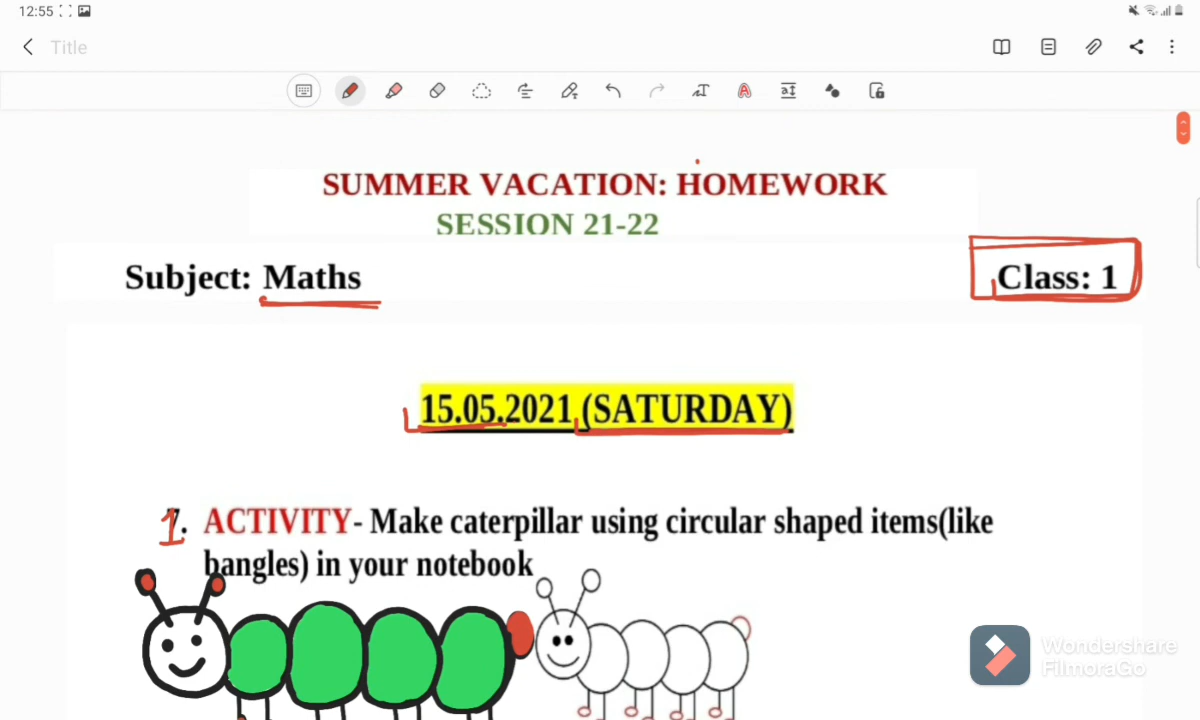 12:55
Title
SUMMER VACATION: HOMEWORK
SESSION 21-22
Subject: Maths
Class: 1
15.05.2021 (SATURDAY)
1. ACTIVITY- Make caterpillar using circular shaped items(like
bangles) in your notebook
Wondershare
FilmoraGo